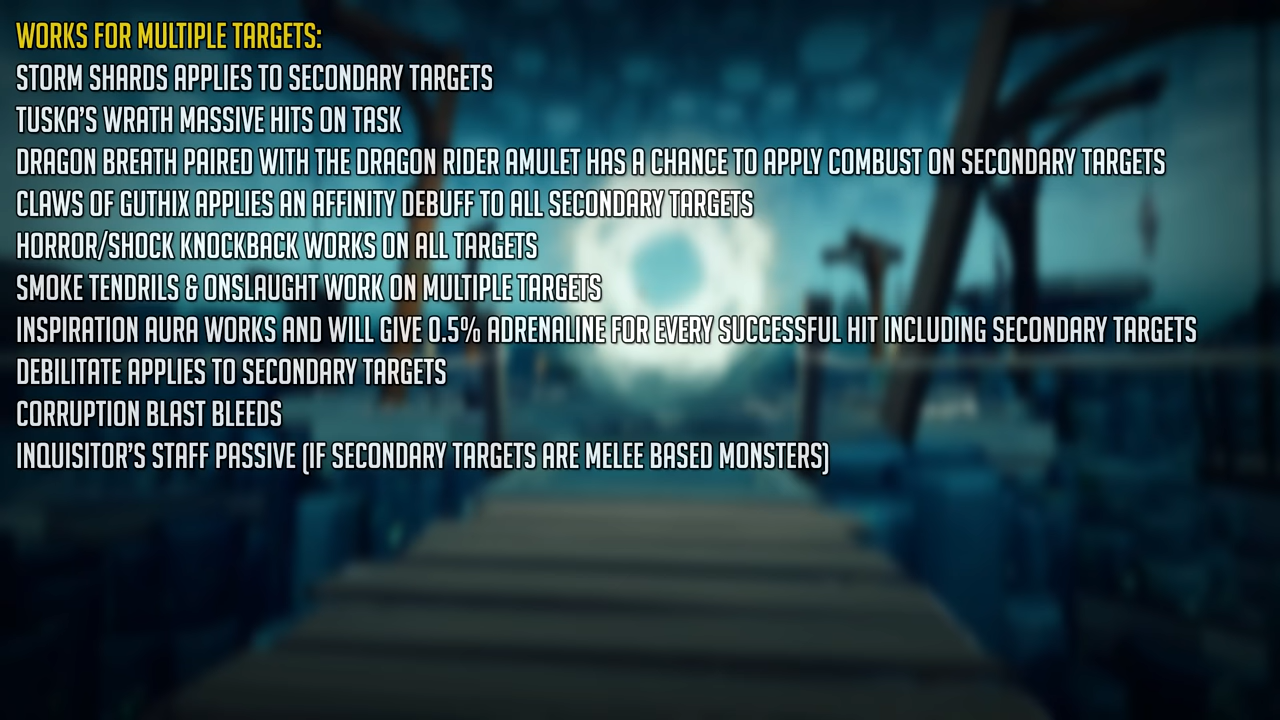 WORKS FOR MULTIPLE TARGETS:
STORM SHARDS APPLIES TO SECONDARY TARGETS
TUSKA'S WRATH MASSIVE HITS ON TASK
DRAGON BREATH PAIRED WITH THE DRAGON RIDER AMULET HAS A CHANCE TO APPLY COMBUST ON SECONDARY TARGETS
CLAWS OF GUTHIX APPLIES AN AFFINITY DEBUFF TO ALL SECONDARY TARGETS
HORROR/SHOCK KNOCKBACK WORKS ON ALL TARGETS
SMOKE TENDRILS & ONSLAUGHT WORK ON MULTIPLE TARGETS
INSPIRATION AURA WORKS AND WILL GIVE 0.5% ADRENALINE FOR EVERY SUCCESSFUL HIT INCLUDING SECONDARY TARGETS
DEBILITATE APPLIES TO SECONDARY TARGETS
CORRUPTION BLAST BLEEDS
INQUISITOR'S STAFF PASSIVE (IF SECONDARY TARGETS ARE MELEE BASED MONSTERS)